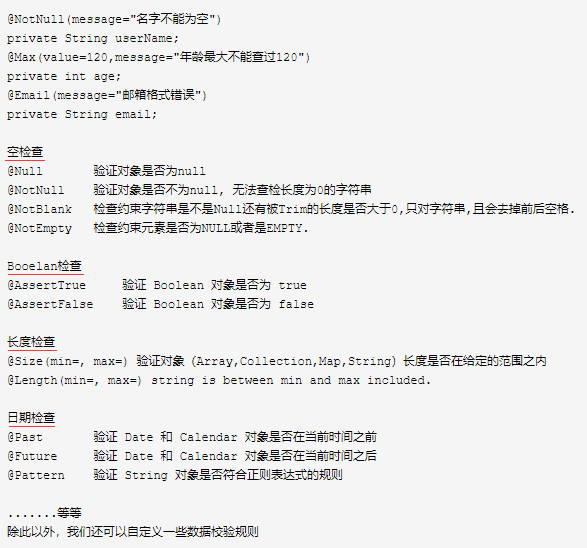 @NotNull(message="名字不能为空")
private String userName;
@Max(value=120,message="年龄最大不能查过120")
private int age;
@Email(message="邮箱格式错误")
private String email;
空检查
@Null 验证对象是否为null
@NotNull 验证对象是否不为null, 无法查检长度为0的字符串
@NotBlank 检查约束字符串是不是Null还有被Trim的长度是否大于0,只对字符串,且会去掉前后空格.
@NotEmpty 检查约束元素是否为NULL或者是EMPTY.
Booelan检查
@AssertTrue 验证 Boolean 对象是否为 true
@AssertFalse 验证 Boolean 对象是否为 false
长度检查
@Size(min=, max=) 验证对象（Array,Collection,Map,String）长度是否在给定的范围之内
@Length(min=, max=) string is between min and max included.
日期检查
@Past 验证 Date 和 Calendar 对象是否在当前时间之前
@Future 验证 Date 和 Calendar 对象是否在当前时间之后
@Pattern 验证 String 对象是否符合正则表达式的规则
.......等等
除此以外，我们还可以自定义一些数据校验规则